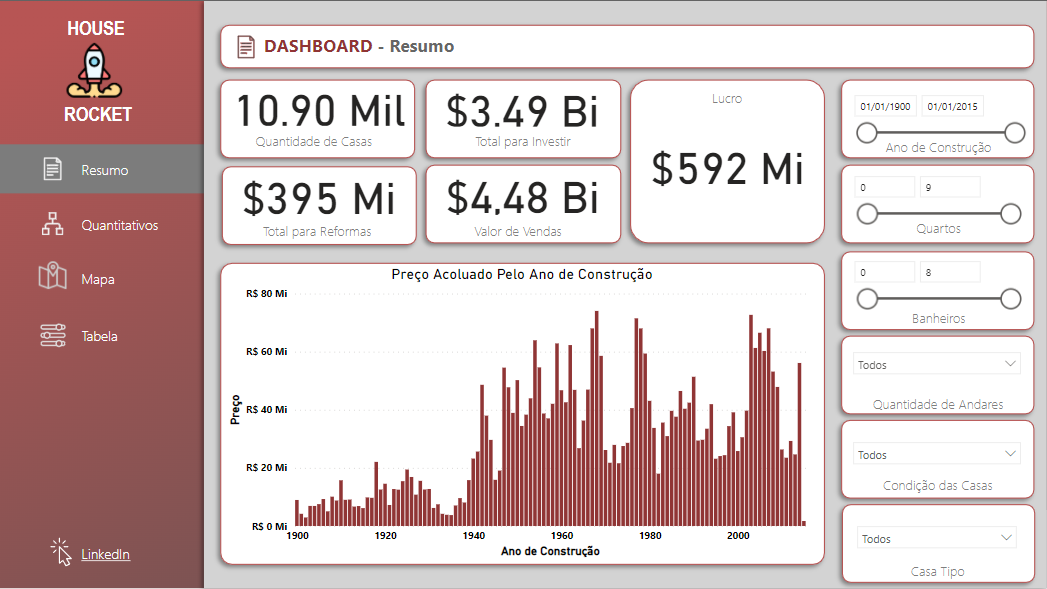 HOUSE
ROCKET
Resumo
Quantitativos
Mapa
Tabela
LinkedIn
DASHBOARD - Resumo
10.90 Mil
Quantidade de Casas
$3.49 Bi
Total para Investir
$395 Mi
Total para Reformas
$4,48 Bi
Valor de Vendas
Lucro
$592 Mi
Preço Acoluado Pelo Ano de Construção
R$ 80 Mi
R$ 60 Mi
R$ 40 Mi
R$ 20 Mi
R$ 0 Mi
Preço
1900 1920 1940 1960 1980 2000
Ano de Construção
01/01/1900 01/01/2015
Ano de Construção
0 9
Quartos
0 8
Banheiros
Todos
Quantidade de Andares
Todos
Condição das Casas
Todos
Casa Tipo